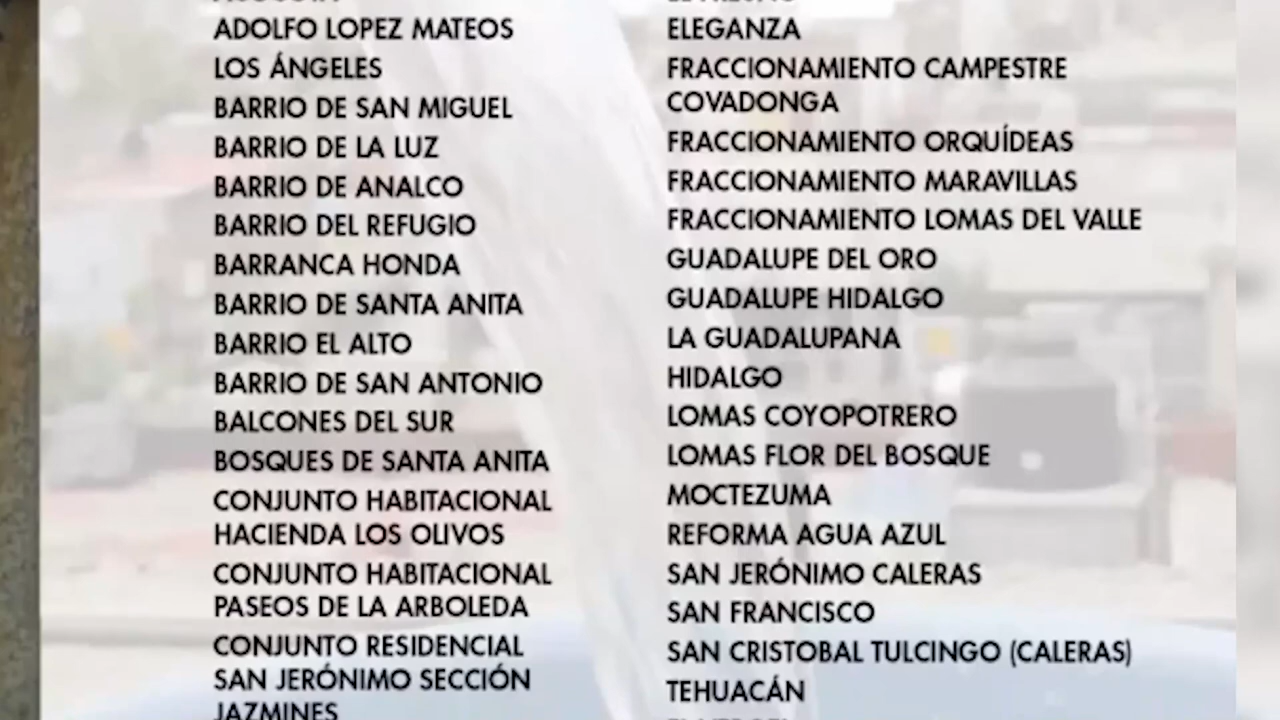 ADOLFO LOPEZ MATEOS
LOS ÁNGELES
BARRIO DE SAN MIGUEL
BARRIO DE LA LUZ
BARRIO DE ANALCO
BARRIO DEL REFUGIO
BARRANCA HONDA
BARRIO DE SANTA ANITA
BARRIO EL ALTO
BARRIO DE SAN ANTONIO
BALCONES DEL SUR
BOSQUES DE SANTA ANITA
CONJUNTO HABITACIONAL
HACIENDA LOS OLIVOS
CONJUNTO HABITACIONAL
PASEOS DE LA ARBOLEDA
CONJUNTO RESIDENCIAL
SAN JERÓNIMO SECCIÓN
JAZMINES
ELEGANZA
FRACCIONAMIENTO CAMPESTRE
COVADONGA
FRACCIONAMIENTO ORQUÍDEAS
FRACCIONAMIENTO MARAVILLAS
FRACCIONAMIENTO LOMAS DEL VALLE
GUADALUPE DEL ORO
GUADALUPE HIDALGO
LA GUADALUPANA
HIDALGO
LOMAS COYOPOTRERO
LOMAS FLOR DEL BOSQUE
MOCTEZUMA
REFORMA AGUA AZUL
SAN JERÓNIMO CALERAS
SAN FRANCISCO
SAN CRISTOBAL TULCINGO (CALERAS)
TEHUACÁN